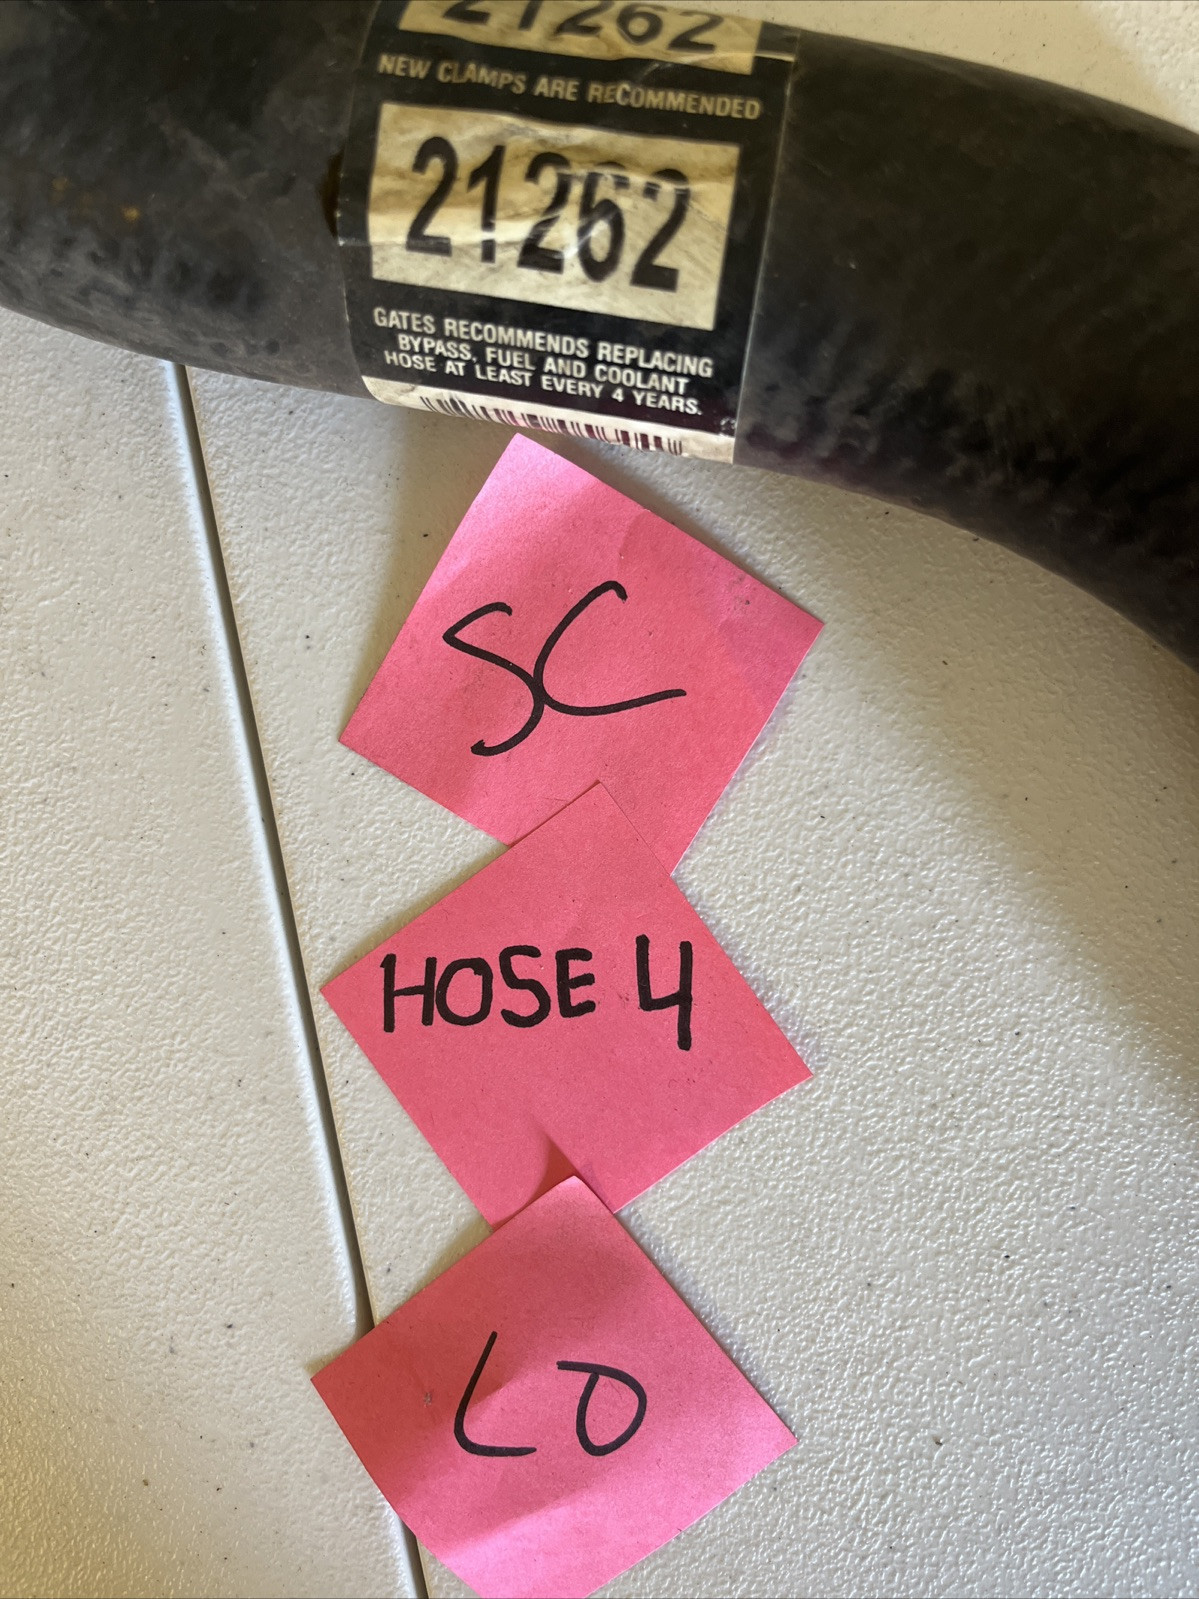 21262
NEW CLAMPS ARE RECOMMENDED
21262
GATES RECOMMENDS REPLACING
BYPASS, FUEL AND COOLANT
HOSE AT LEAST EVERY 4 YEARS.
SC
HOSE 4
LO